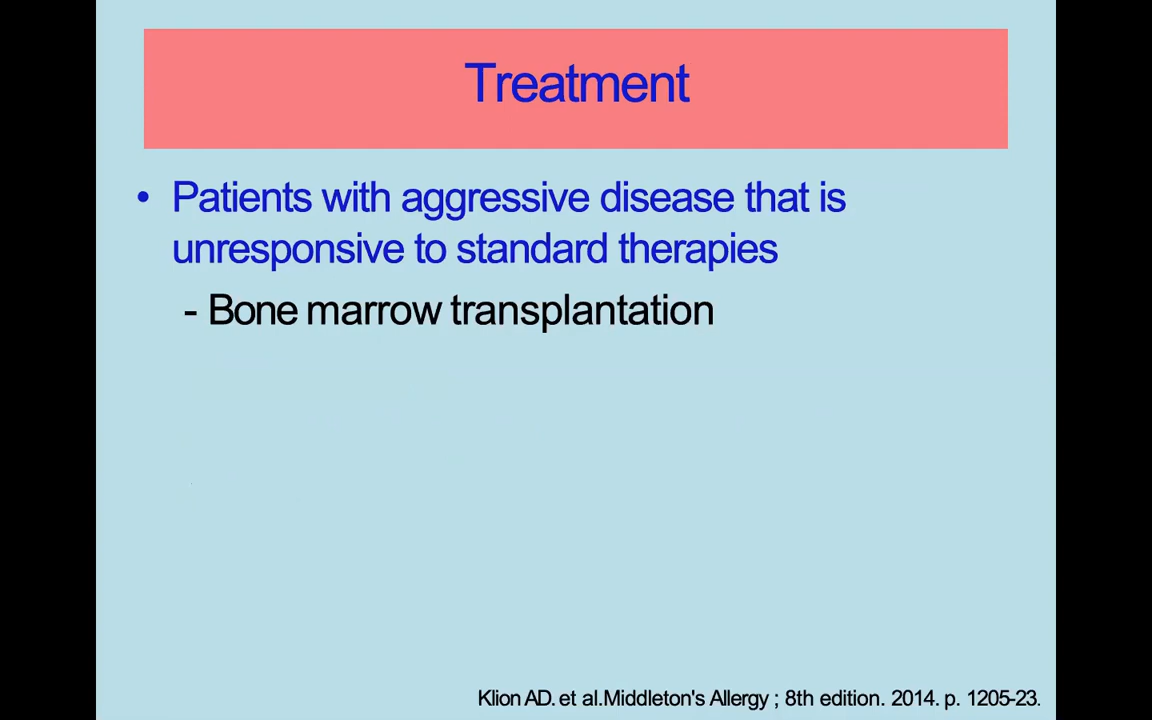 Treatment
• Patients with aggressive disease that is
unresponsive to standard therapies
- Bone marrow transplantation
Klion AD. et al.Middleton's Allergy ; 8th edition. 2014. p. 1205-23.